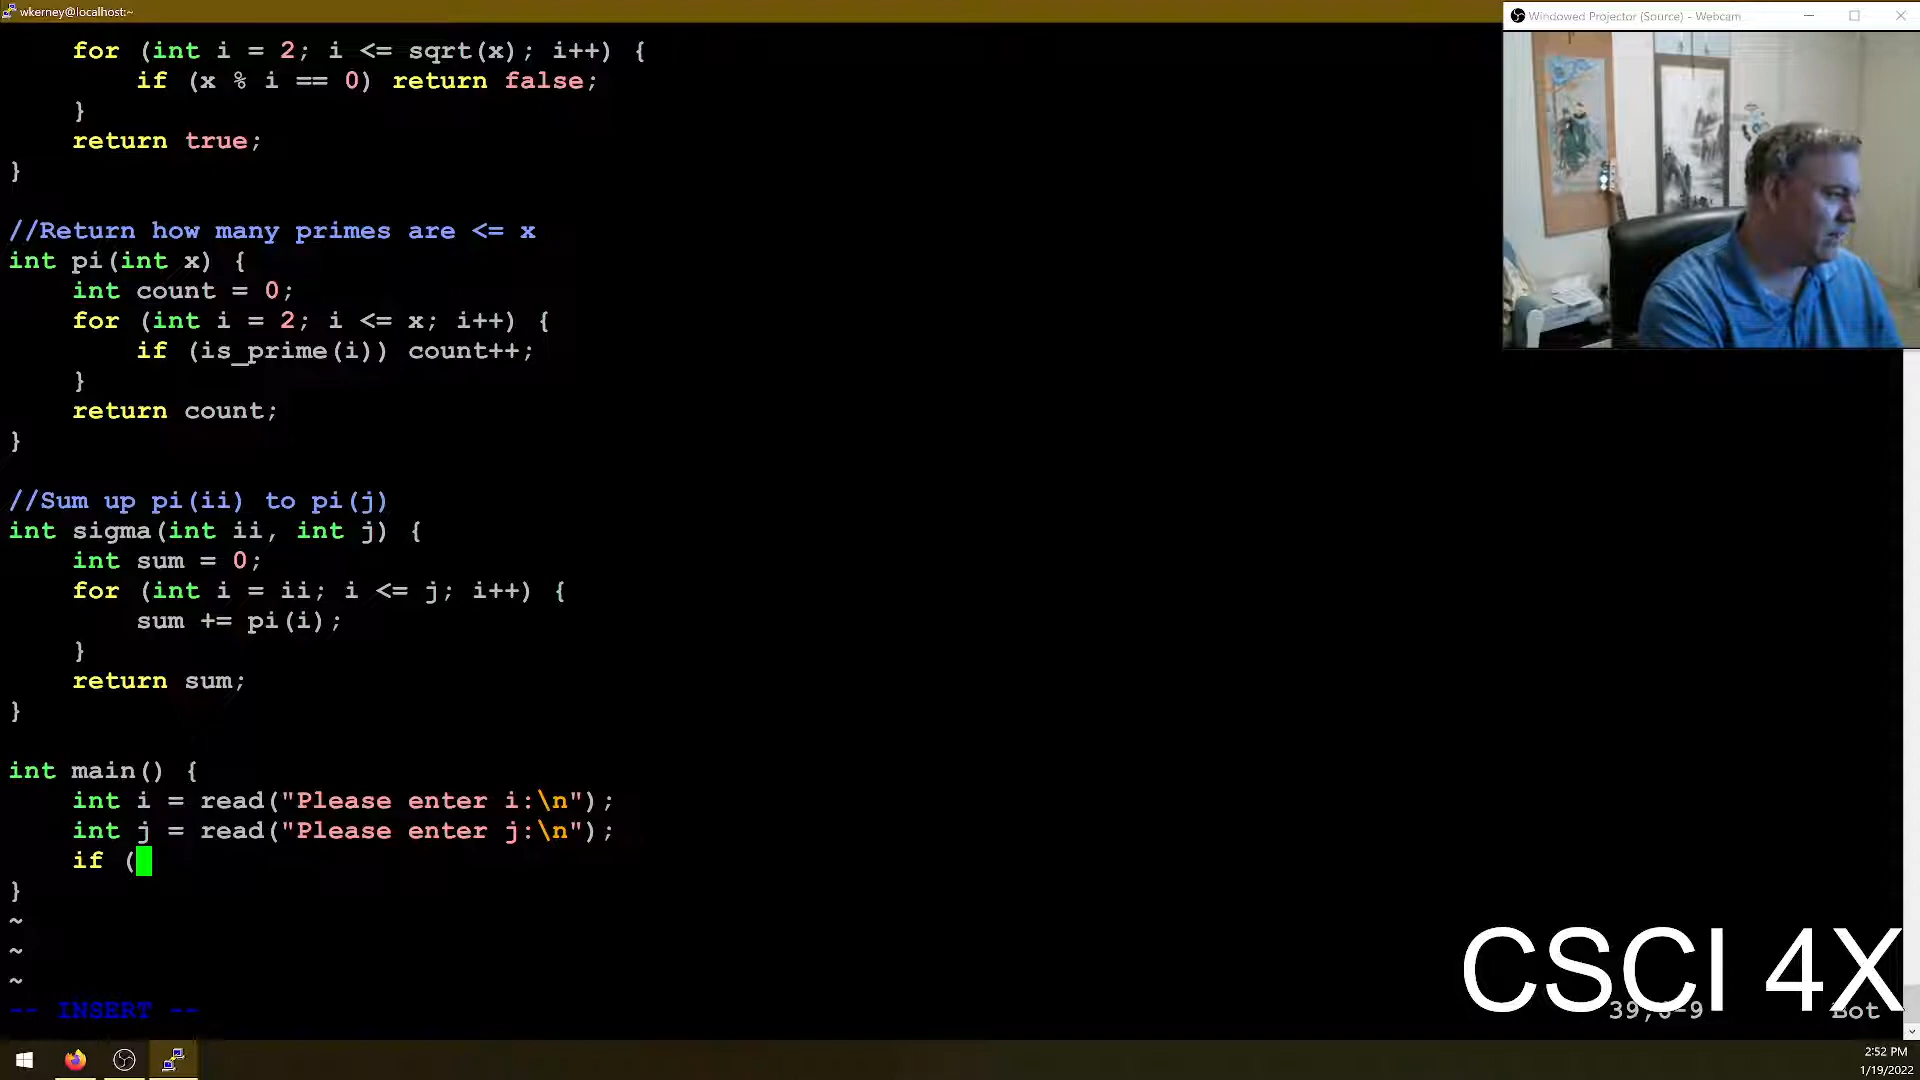 wkerney@localhost:~
Windowed Projector (Source) - Webcam
for (int i = 2; i <= sqrt(x); i++) {
if (x % i == 0) return false;
}
return true;
}
//Return how many primes are <= x
int pi(int x) {
int count = 0;
for (int i = 2; i <= x; i++) {
if (is_prime(i)) count++;
}
return count;
}
//Sum up pi(ii) to pi(j)
int sigma(int ii, int j) {
int sum = 0;
for (int i = ii; i <= j; i++) {
sum += pi(i);
}
return sum;
}
int main() {
int i = read("Please enter i:\n");
int j = read("Please enter j:\n");
if (
}
~
~
~
CSCI 4X
-- INSERT --
Bot
2:52 PM
1/19/2022